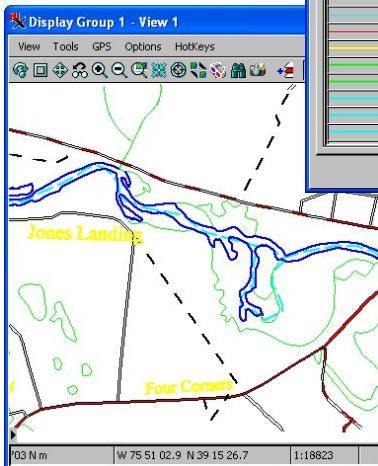 Display Group 1 - View 1
View Tools GPS Options HotKeys
Jones Landing
Four Corners
703 N m W 75 51 02.9 N 39 15 26.7 1:18823